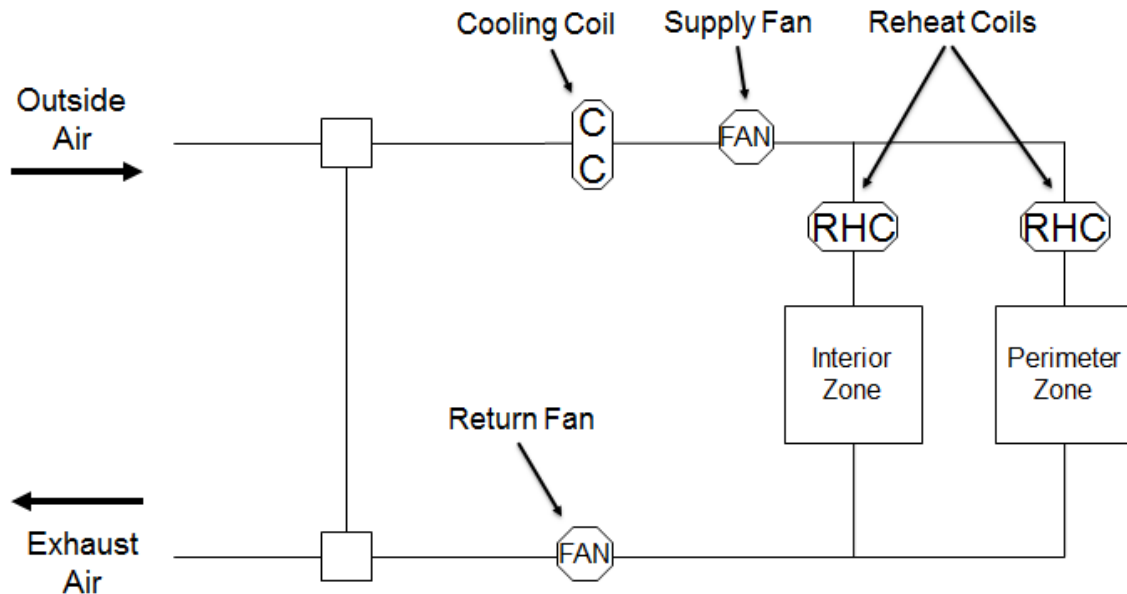 Cooling Coil
Supply Fan
Reheat Coils
Outside
Air
C
C
FAN
RHC
RHC
Interior
Zone
Perimeter
Zone
Return Fan
Exhaust
Air
FAN